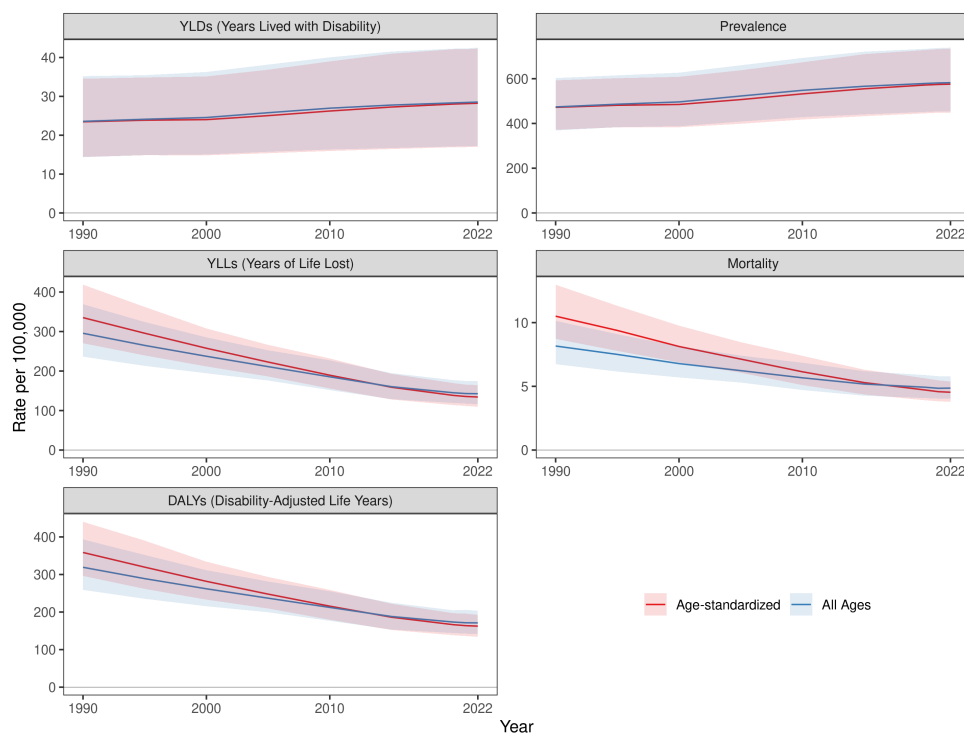 YLDs (Years Lived with Disability)
40
30
20
10
0
1990 2000 2010 2022
Prevalence
600
400
200
0
1990 2000 2010 2022
YLLs (Years of Life Lost)
400
300
200
100
0
1990 2000 2010 2022
Mortality
10
5
0
1990 2000 2010 2022
DALYs (Disability-Adjusted Life Years)
400
300
200
100
0
1990 2000 2010 2022
Rate per 100,000
Year
Age-standardized All Ages